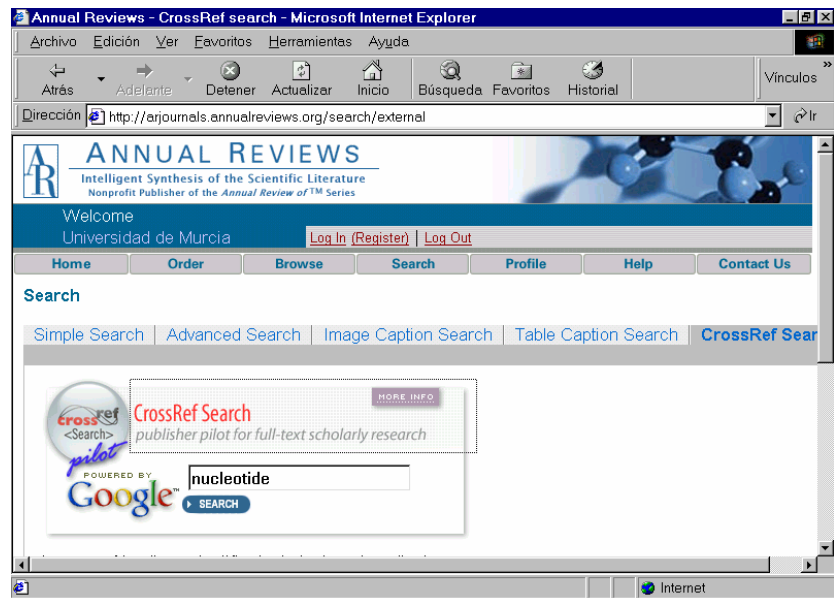 Annual Reviews - CrossRef search - Microsoft Internet Explorer
Archivo Edición Ver Favoritos Herramientas Ayuda
Atrás Adelante Detener Actualizar Inicio Búsqueda Favoritos Historial Vínculos »
Dirección http://arjournals.annualreviews.org/search/external Ir
AR ANNUAL REVIEWS
Intelligent Synthesis of the Scientific Literature
Nonprofit Publisher of the Annual Review of TM Series
Welcome
Universidad de Murcia Log In (Register) | Log Out
Home Order Browse Search Profile Help Contact Us
Search
Simple Search | Advanced Search | Image Caption Search | Table Caption Search | CrossRef Sear
MORE INFO
crossref CrossRef Search
<Search> publisher pilot for full-text scholarly research
pilot
POWERED BY nucleotide
Google™ SEARCH
Internet